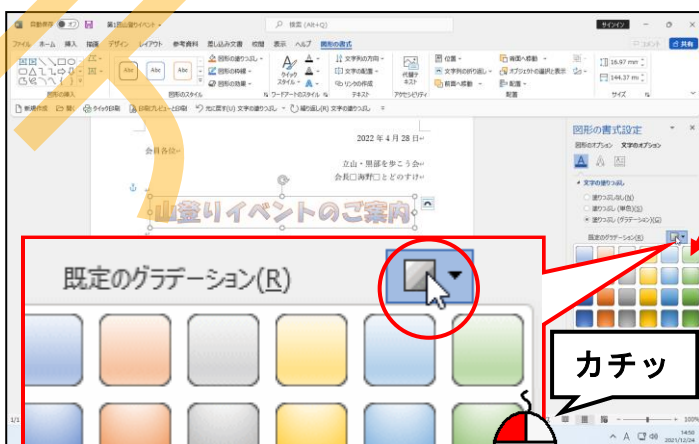 自動保存 オフ 第1回山登りイベント 検索 (Alt+Q) サインイン
ファイル ホーム 挿入 描画 デザイン レイアウト 参考資料 差し込み文書 校閲 表示 ヘルプ 図形の書式 コメント 共有
Abc Abc Abc
図形の塗りつぶし
図形の枠線
図形の効果
クイックスタイル
文字列の方向
文字の配置
リンクの作成
代替テキスト
位置
文字列の折り返し
前面へ移動
背面へ移動
オブジェクトの選択と表示
配置
18.97 mm
144.37 mm
図形の挿入 図形のスタイル ワードアートのスタイル テキスト アクセシビリティ 配置 サイズ
新規作成 開く クイック印刷 印刷プレビューと印刷 元に戻す(U) 文字の塗りつぶし 繰り返し(R) 文字の塗りつぶし
2022 年 4 月 28 日
会員各位
立山・黒部を歩こう会
会長□海野□とどのすけ
山登りイベントのご案内
図形の書式設定
図形のオプション 文字のオプション
文字の塗りつぶし
塗りつぶしなし(N)
塗りつぶし (単色)(S)
塗りつぶし (グラデーション)(G)
既定のグラデーション(R)
既定のグラデーション(R)
カチッ
1/1
100%
A 14:50
2021/12/24